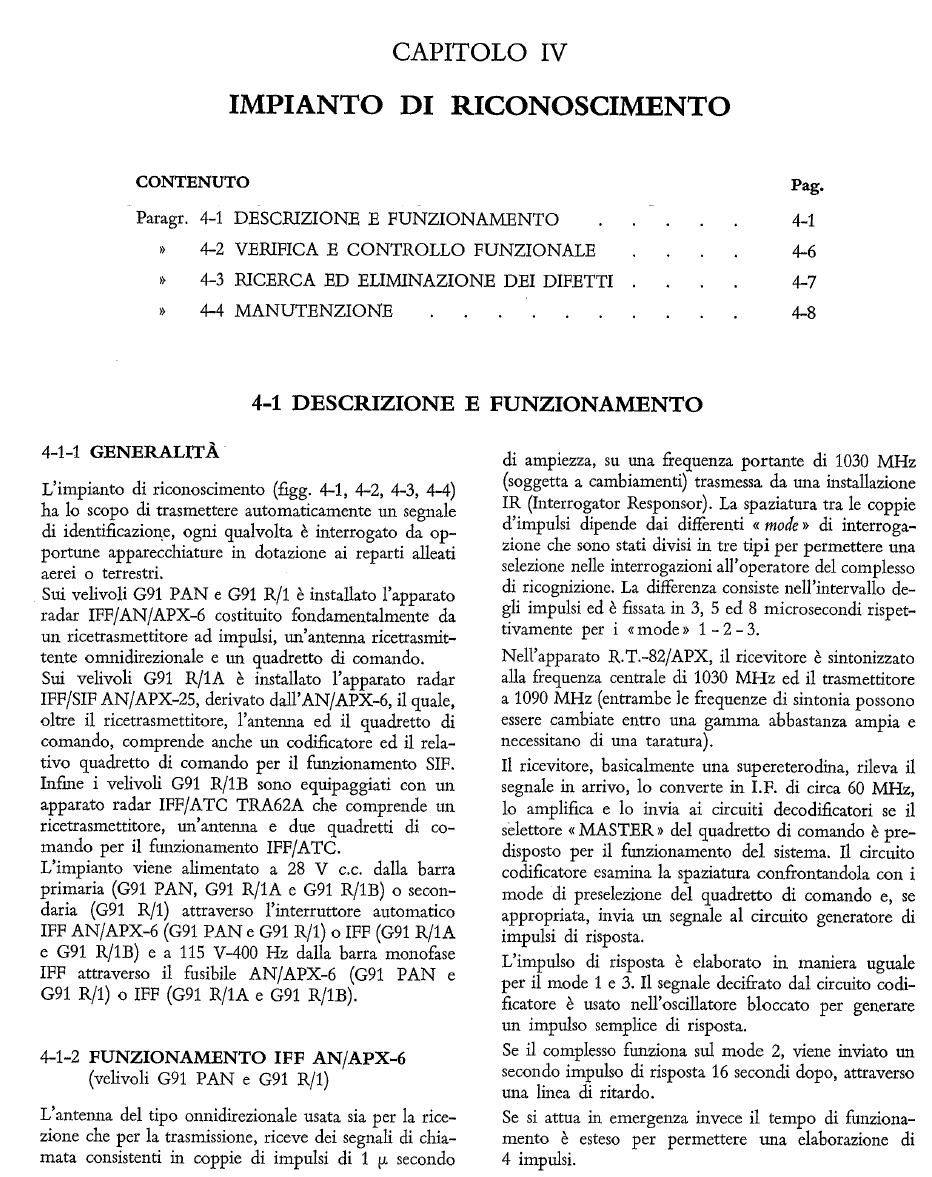 CAPITOLO IV
IMPIANTO DI RICONOSCIMENTO
CONTENUTO Pag.
Paragr. 4-1 DESCRIZIONE E FUNZIONAMENTO . . . . . 4-1
» 4-2 VERIFICA E CONTROLLO FUNZIONALE . . . . 4-6
» 4-3 RICERCA ED ELIMINAZIONE DEI DIFETTI . . . . 4-7
» 4-4 MANUTENZIONE . . . . . . . . . . 4-8
4-1 DESCRIZIONE E FUNZIONAMENTO
4-1-1 GENERALITÀ
L'impianto di riconoscimento (figg. 4-1, 4-2, 4-3, 4-4)
ha lo scopo di trasmettere automaticamente un segnale
di identificazione, ogni qualvolta è interrogato da op-
portune apparecchiature in dotazione ai reparti alleati
aerei o terrestri.
Sui velivoli G91 PAN e G91 R/1 è installato l'apparato
radar IFF/AN/APX-6 costituito fondamentalmente da
un ricetrasmettitore ad impulsi, un'antenna ricetrasmit-
tente omnidirezionale e un quadretto di comando.
Sui velivoli G91 R/1A è installato l'apparato radar
IFF/SIF AN/APX-25, derivato dall'AN/APX-6, il quale,
oltre il ricetrasmettitore, l'antenna ed il quadretto di
comando, comprende anche un codificatore ed il rela-
tivo quadretto di comando per il funzionamento SIF.
Infine i velivoli G91 R/1B sono equipaggiati con un
apparato radar IFF/ATC TRA62A che comprende un
ricetrasmettitore, un'antenna e due quadretti di co-
mando per il funzionamento IFF/ATC.
L'impianto viene alimentato a 28 V c.c. dalla barra
primaria (G91 PAN, G91 R/1A e G91 R/1B) o secon-
daria (G91 R/1) attraverso l'interruttore automatico
IFF AN/APX-6 (G91 PAN e G91 R/1) o IFF (G91 R/1A
e G91 R/1B) e a 115 V-400 Hz dalla barra monofase
IFF attraverso il fusibile AN/APX-6 (G91 PAN e
G91 R/1) o IFF (G91 R/1A e G91 R/1B).
4-1-2 FUNZIONAMENTO IFF AN/APX-6
(velivoli G91 PAN e G91 R/1)
L'antenna del tipo onnidirezionale usata sia per la rice-
zione che per la trasmissione, riceve dei segnali di chia-
mata consistenti in coppie di impulsi di 1 µ secondo
di ampiezza, su una frequenza portante di 1030 MHz
(soggetta a cambiamenti) trasmessa da una installazione
IR (Interrogator Responsor). La spaziatura tra le coppie
d'impulsi dipende dai differenti « mode » di interroga-
zione che sono stati divisi in tre tipi per permettere una
selezione nelle interrogazioni all'operatore del complesso
di ricognizione. La differenza consiste nell'intervallo de-
gli impulsi ed è fissata in 3, 5 ed 8 microsecondi rispet-
tivamente per i «mode» 1 - 2 - 3.
Nell'apparato R.T.-82/APX, il ricevitore è sintonizzato
alla frequenza centrale di 1030 MHz ed il trasmettitore
a 1090 MHz (entrambe le frequenze di sintonia possono
essere cambiate entro una gamma abbastanza ampia e
necessitano di una taratura).
Il ricevitore, basicalmente una supereterodina, rileva il
segnale in arrivo, lo converte in I.F. di circa 60 MHz,
lo amplifica e lo invia ai circuiti decodificatori se il
selettore « MASTER » del quadretto di comando è pre-
disposto per il funzionamento del sistema. Il circuito
codificatore esamina la spaziatura confrontandola con i
mode di preselezione del quadretto di comando e, se
appropriata, invia un segnale al circuito generatore di
impulsi di risposta.
L'impulso di risposta è elaborato in maniera uguale
per il mode 1 e 3. Il segnale decifrato dal circuito codi-
ficatore è usato nell'oscillatore bloccato per generare
un impulso semplice di risposta.
Se il complesso funziona sul mode 2, viene inviato un
secondo impulso di risposta 16 secondi dopo, attraverso
una linea di ritardo.
Se si attua in emergenza invece il tempo di funziona-
mento è esteso per permettere una elaborazione di
4 impulsi.